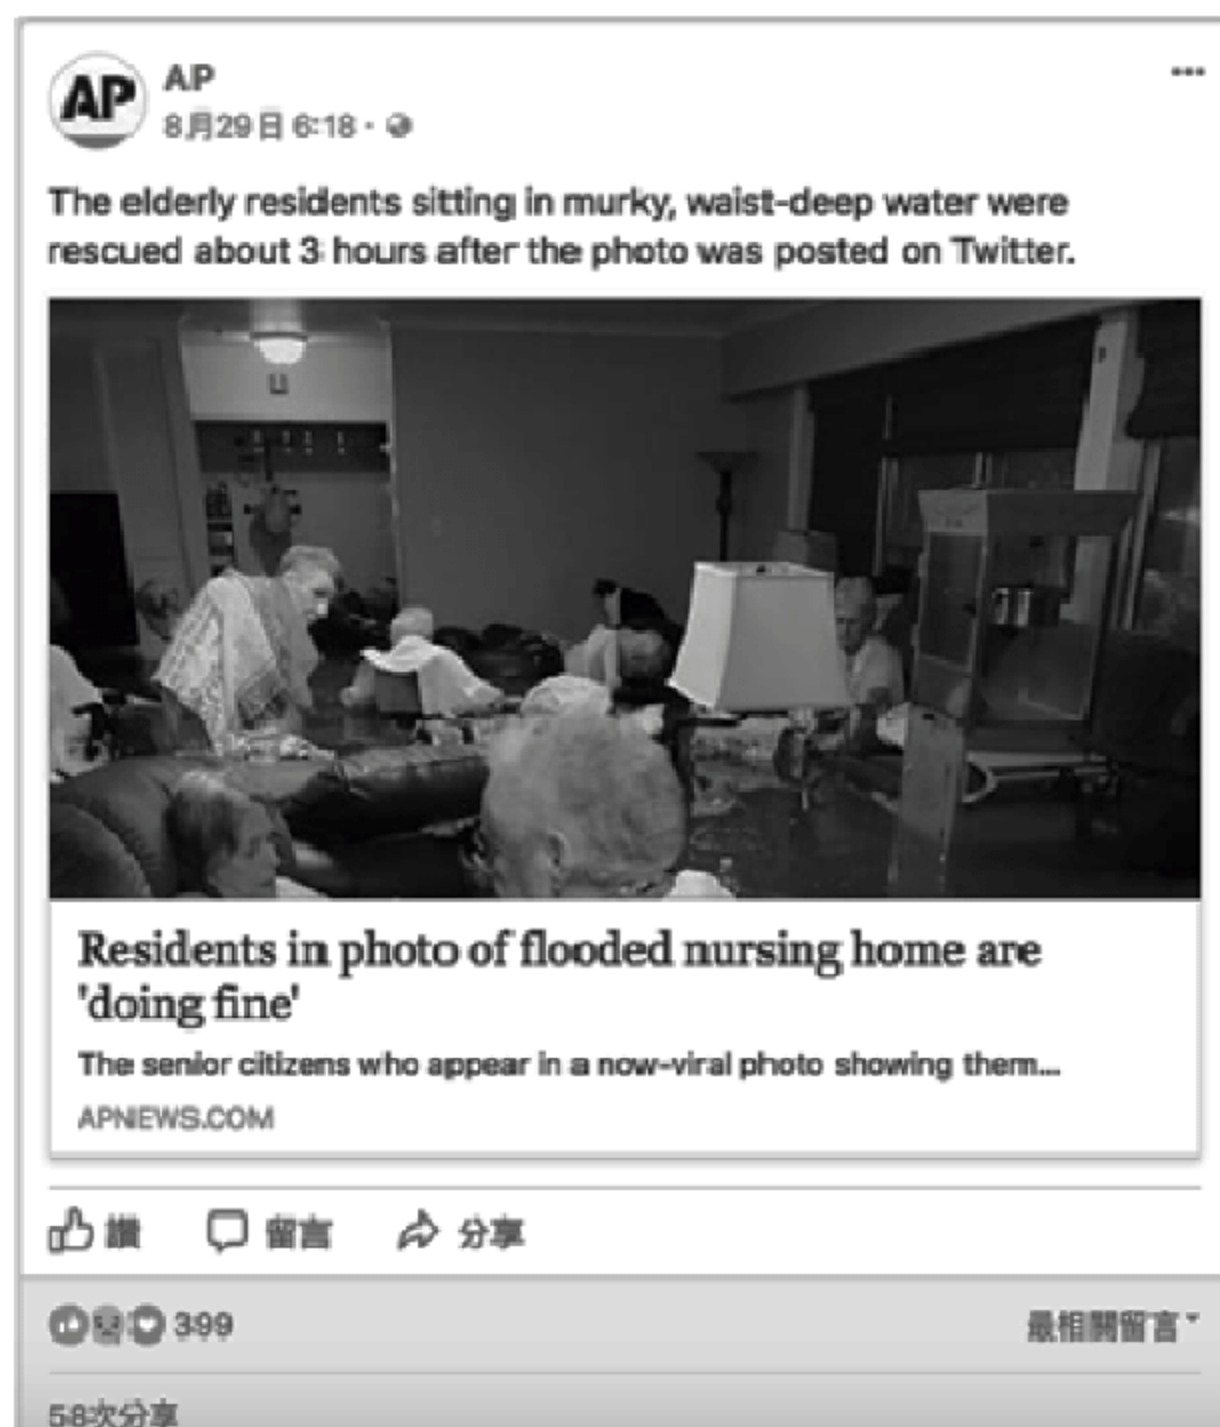 AP
AP
8月29日 6:18 ·
The elderly residents sitting in murky, waist-deep water were
rescued about 3 hours after the photo was posted on Twitter.
Residents in photo of flooded nursing home are
'doing fine'
The senior citizens who appear in a now-viral photo showing them...
APNEWS.COM
讚 留言 分享
399 最相關留言
58次分享